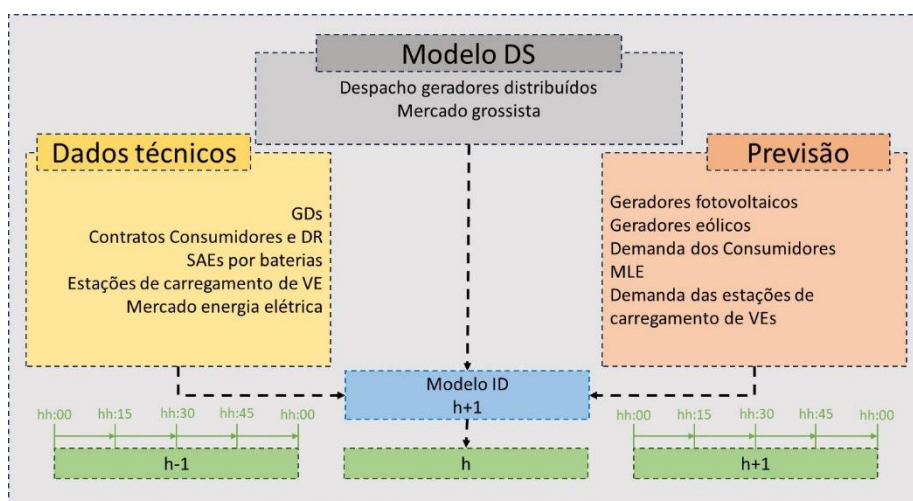 Modelo DS
Despacho geradores distribuídos
Mercado grossista
Dados técnicos
GDs
Contratos Consumidores e DR
SAEs por baterias
Estações de carregamento de VE
Mercado energia elétrica
Previsão
Geradores fotovoltaicos
Geradores eólicos
Demanda dos Consumidores
MLE
Demanda das estações de
carregamento de VEs
Modelo ID
h+1
hh:00 hh:15 hh:30 hh:45 hh:00
hh:00 hh:15 hh:30 hh:45 hh:00
h-1
h
h+1